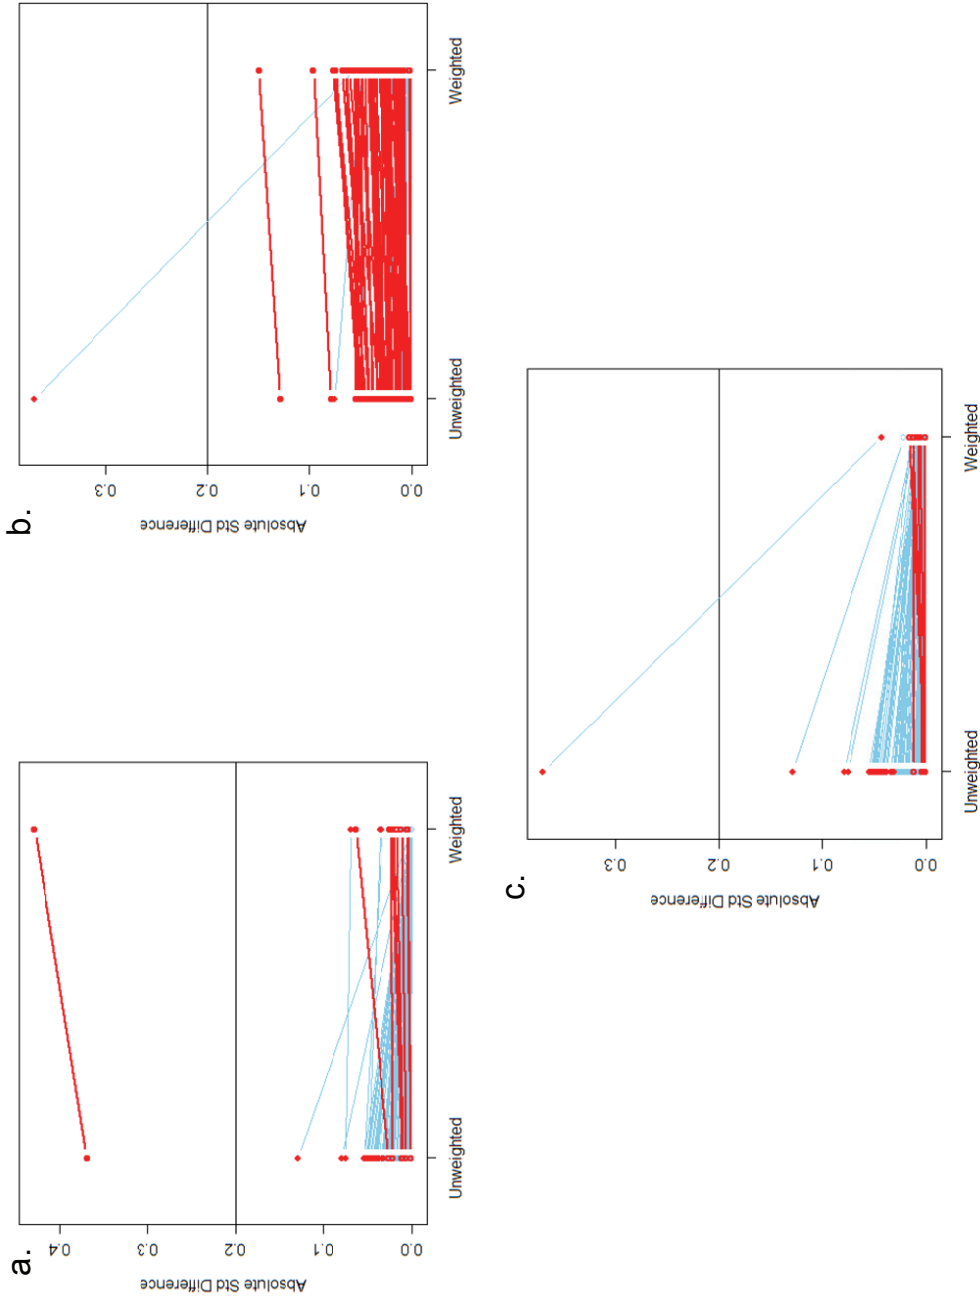 a.
Absolute Std Difference
0.0
0.1
0.2
0.3
0.4
Unweighted
Weighted
b.
Absolute Std Difference
0.0
0.1
0.2
0.3
Unweighted
Weighted
c.
Absolute Std Difference
0.0
0.1
0.2
0.3
Unweighted
Weighted